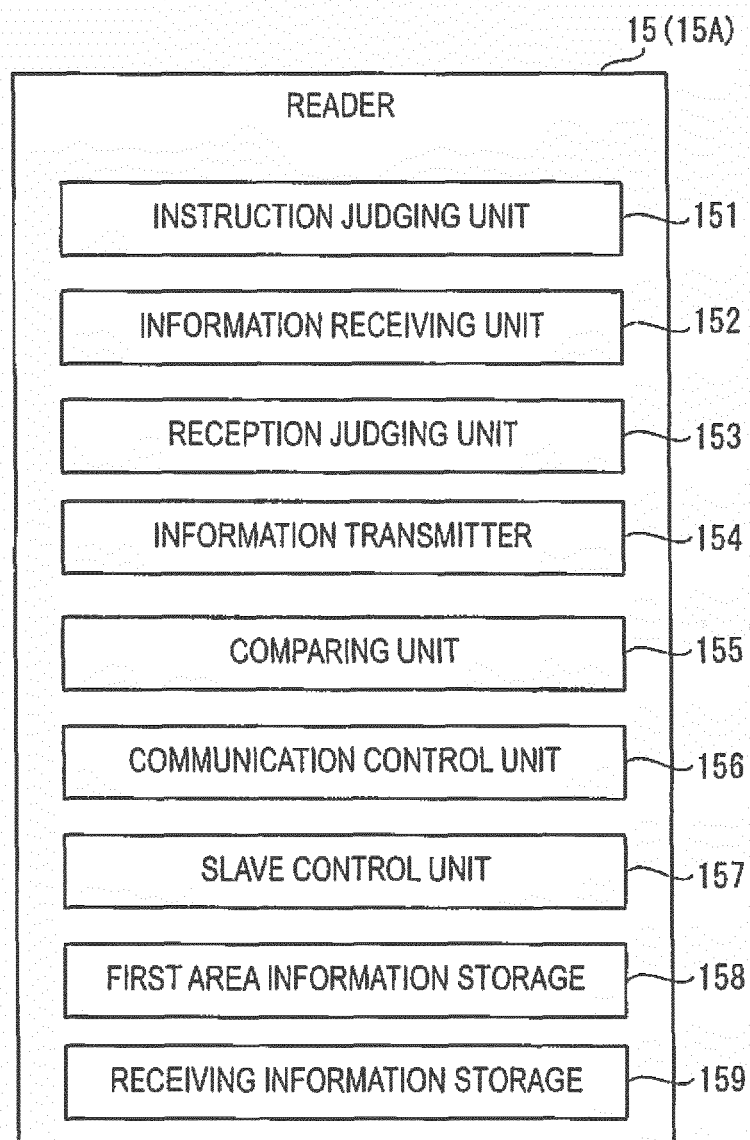 15 (15A)
READER
INSTRUCTION JUDGING UNIT 151
INFORMATION RECEIVING UNIT 152
RECEPTION JUDGING UNIT 153
INFORMATION TRANSMITTER 154
COMPARING UNIT 155
COMMUNICATION CONTROL UNIT 156
SLAVE CONTROL UNIT 157
FIRST AREA INFORMATION STORAGE 158
RECEIVING INFORMATION STORAGE 159